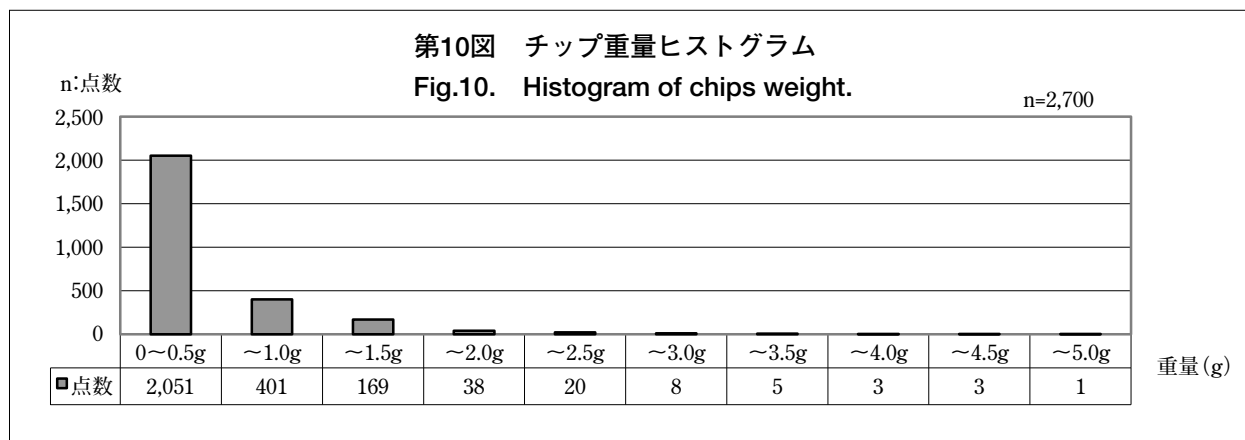 第10図 チップ重量ヒストグラム
Fig.10. Histogram of chips weight.
n:点数
n=2,700
2,500
2,000
1,500
1,000
500
0
0～0.5g ～1.0g ～1.5g ～2.0g ～2.5g ～3.0g ～3.5g ～4.0g ～4.5g ～5.0g
重量(g)
点数 2,051 401 169 38 20 8 5 3 3 1